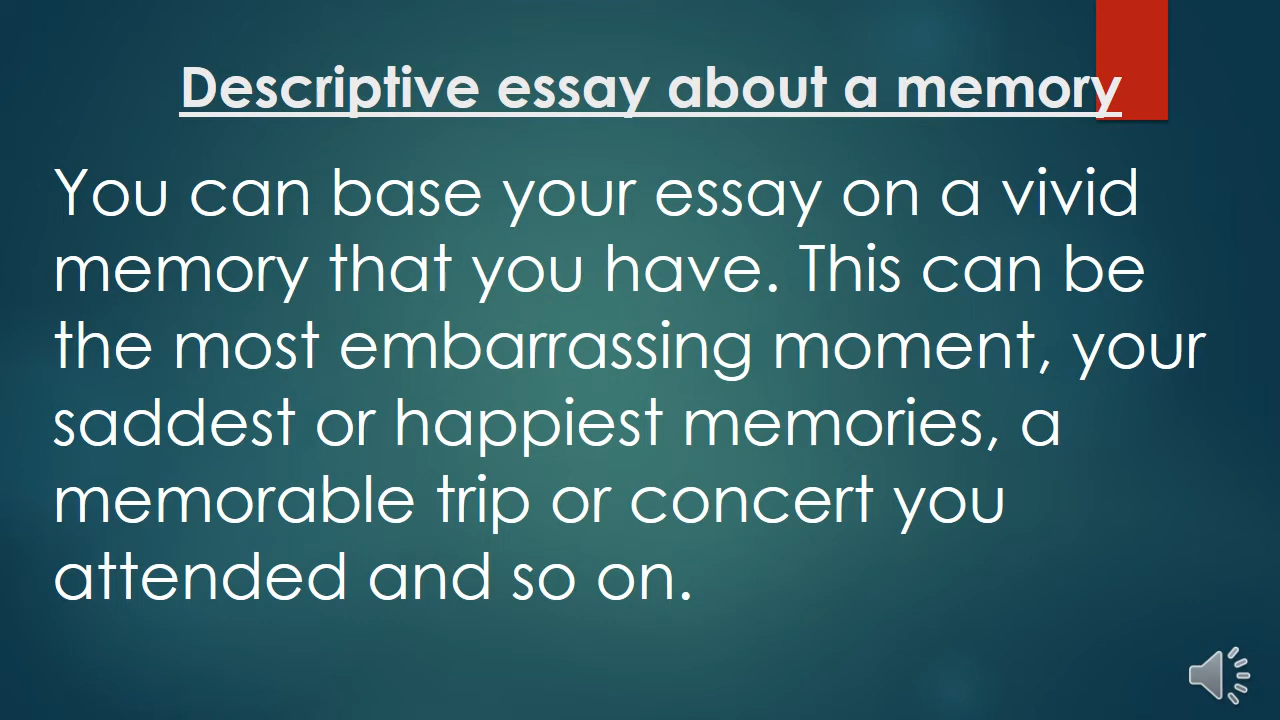 Descriptive essay about a memory
You can base your essay on a vivid
memory that you have. This can be
the most embarrassing moment, your
saddest or happiest memories, a
memorable trip or concert you
attended and so on.